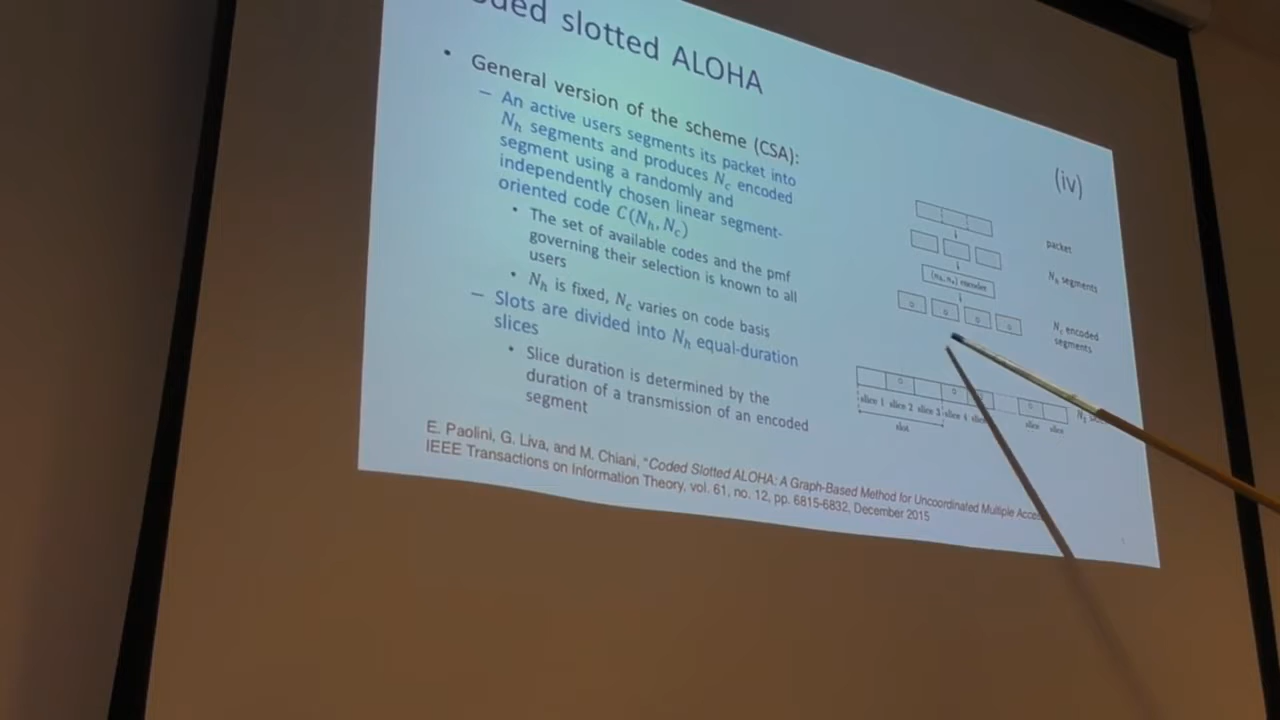 slotted ALOHA
• General version of the scheme (CSA):
– An active users segments its packet into
N_h segments and produces N_c encoded
segment using a randomly and
independently chosen linear segment-
oriented code C(N_h, N_c)
• The set of available codes and the pmf
governing their selection is known to all
users
• N_h is fixed, N_c varies on code basis
– Slots are divided into N_h equal-duration
slices
• Slice duration is determined by the
duration of a transmission of an encoded
segment
(iv)
packet
N_h segments
(n_h, n_c) encoder
N_c encoded
segments
slice 1 slice 2 slice 3 slice 4 slice slice
slot
E. Paolini, G. Liva, and M. Chiani, "Coded Slotted ALOHA: A Graph-Based Method for Uncoordinated Multiple Access
IEEE Transactions on Information Theory, vol. 61, no. 12, pp. 6815-6832, December 2015